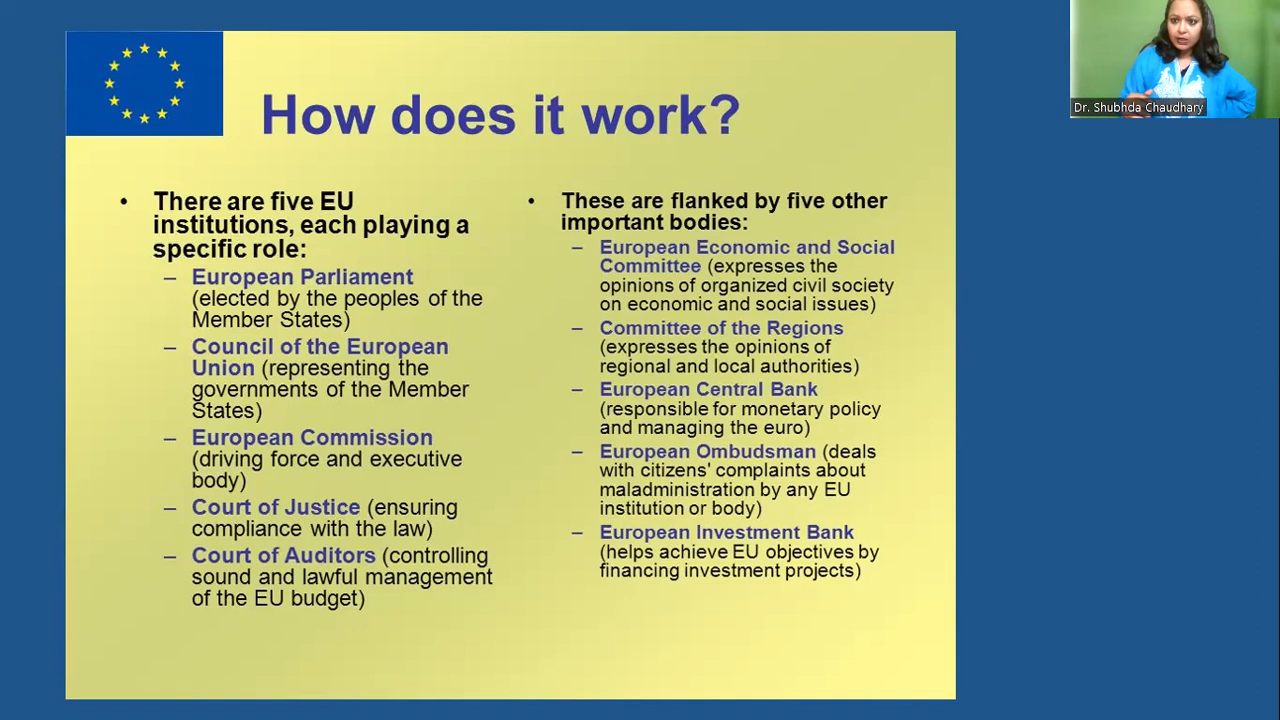 How does it work?
• There are five EU
institutions, each playing a
specific role:
– European Parliament
(elected by the peoples of the
Member States)
– Council of the European
Union (representing the
governments of the Member
States)
– European Commission
(driving force and executive
body)
– Court of Justice (ensuring
compliance with the law)
– Court of Auditors (controlling
sound and lawful management
of the EU budget)
• These are flanked by five other
important bodies:
– European Economic and Social
Committee (expresses the
opinions of organized civil society
on economic and social issues)
– Committee of the Regions
(expresses the opinions of
regional and local authorities)
– European Central Bank
(responsible for monetary policy
and managing the euro)
– European Ombudsman (deals
with citizens' complaints about
maladministration by any EU
institution or body)
– European Investment Bank
(helps achieve EU objectives by
financing investment projects)
Dr. Shubhda Chaudhary